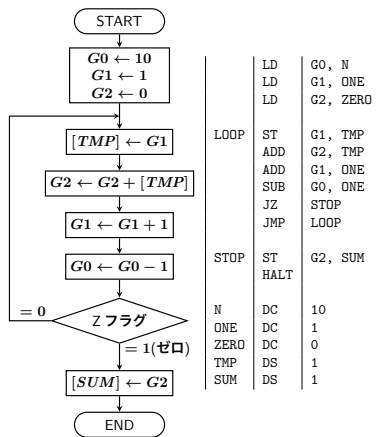 START
G0 ← 10
G1 ← 1
G2 ← 0
[TMP] ← G1
G2 ← G2 + [TMP]
G1 ← G1 + 1
G0 ← G0 − 1
= 0
Z フラグ
= 1(ゼロ)
[SUM] ← G2
END
LD G0, N
LD G1, ONE
LD G2, ZERO
LOOP ST G1, TMP
ADD G2, TMP
ADD G1, ONE
SUB G0, ONE
JZ STOP
JMP LOOP
STOP ST G2, SUM
HALT
N DC 10
ONE DC 1
ZERO DC 0
TMP DS 1
SUM DS 1